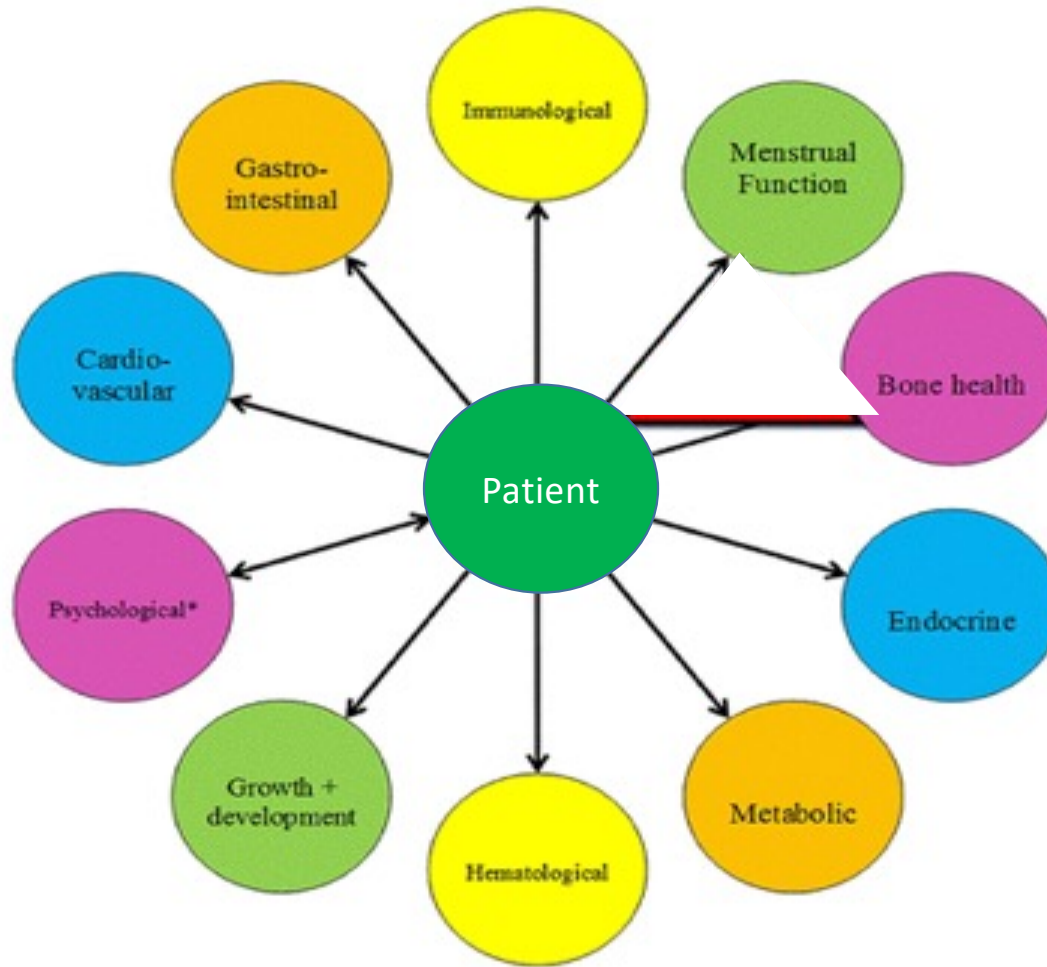 Immunological
Menstrual
Function
Gastro-
intestinal
Cardio-
vascular
Bone health
Patient
Psychological*
Endocrine
Growth +
development
Metabolic
Hematological